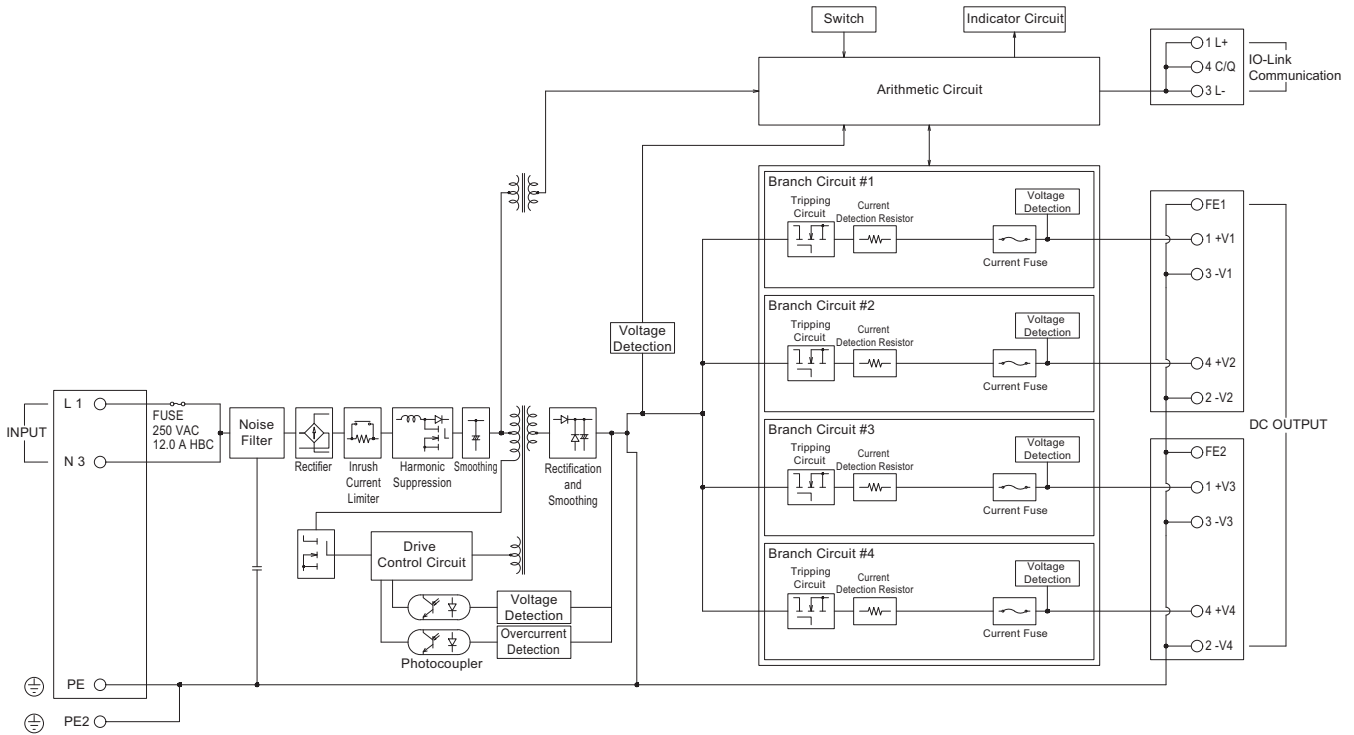 Switch
Indicator Circuit
1 L+
4 C/Q
3 L-
IO-Link
Communication
Arithmetic Circuit
Branch Circuit #1
Tripping
Circuit
Current
Detection Resistor
Voltage
Detection
Current Fuse
FE1
1 +V1
3 -V1
Branch Circuit #2
Tripping
Circuit
Current
Detection Resistor
Voltage
Detection
Current Fuse
4 +V2
2 -V2
Voltage
Detection
INPUT
L 1
N 3
FUSE
250 VAC
12.0 A HBC
Noise
Filter
Rectifier
Inrush
Current
Limiter
Harmonic
Suppression
Smoothing
Rectification
and
Smoothing
DC OUTPUT
Branch Circuit #3
Tripping
Circuit
Current
Detection Resistor
Voltage
Detection
Current Fuse
FE2
1 +V3
3 -V3
Drive
Control Circuit
Voltage
Detection
Overcurrent
Detection
Photocoupler
Branch Circuit #4
Tripping
Circuit
Current
Detection Resistor
Voltage
Detection
Current Fuse
4 +V4
2 -V4
PE
PE2